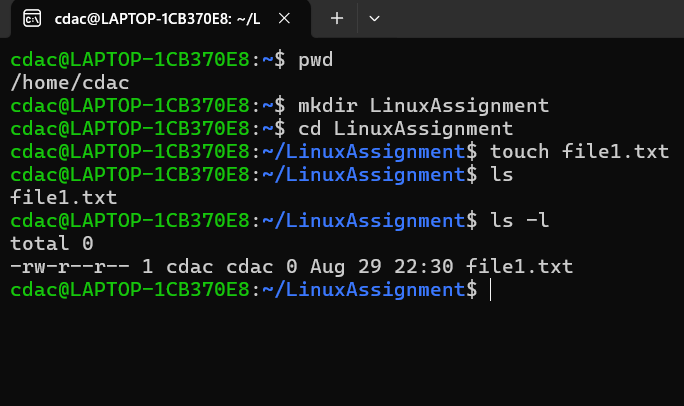 cdac@LAPTOP-1CB370E8: ~/L
cdac@LAPTOP-1CB370E8:~$ pwd
/home/cdac
cdac@LAPTOP-1CB370E8:~$ mkdir LinuxAssignment
cdac@LAPTOP-1CB370E8:~$ cd LinuxAssignment
cdac@LAPTOP-1CB370E8:~/LinuxAssignment$ touch file1.txt
cdac@LAPTOP-1CB370E8:~/LinuxAssignment$ ls
file1.txt
cdac@LAPTOP-1CB370E8:~/LinuxAssignment$ ls -l
total 0
-rw-r--r-- 1 cdac cdac 0 Aug 29 22:30 file1.txt
cdac@LAPTOP-1CB370E8:~/LinuxAssignment$